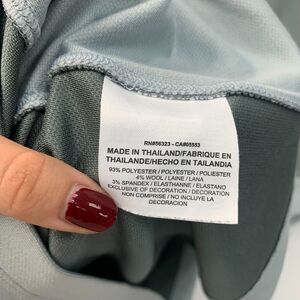 RN#56323 - CA#05553
MADE IN THAILAND/FABRIQUE EN
THAILANDE/HECHO EN TAILANDIA
93% POLYESTER / POLYESTER / POLIESTER
4% WOOL / LAINE / LANA
3% SPANDEX / ELASTHANNE / ELASTANO
EXCLUSIVE OF DECORATION / DECORATION
NON COMPRISE / NO INCLUYE LA
DECORACION